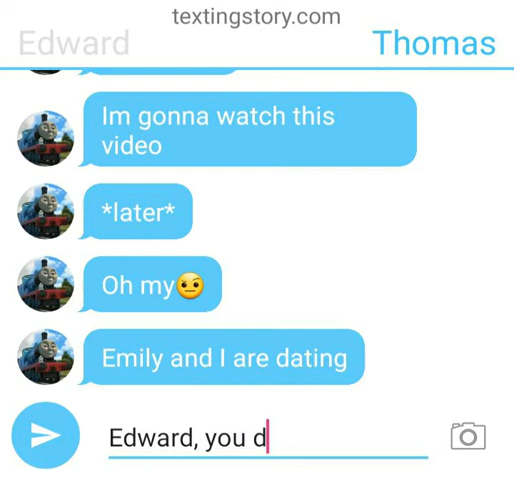 textingstory.com
Edward
Thomas
Im gonna watch this
video
*later*
Oh my🤨
Emily and I are dating
Edward, you d